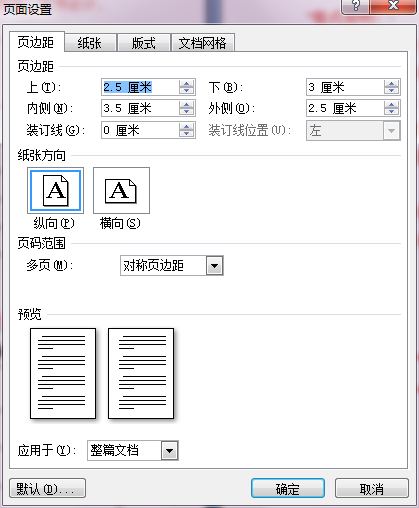 页面设置
页边距 纸张 版式 文档网格
页边距
上(T): 2.5 厘米 下(B): 3 厘米
内侧(N): 3.5 厘米 外侧(O): 2.5 厘米
装订线(G): 0 厘米 装订线位置(U): 左
纸张方向
A A
纵向(P) 横向(S)
页码范围
多页(M): 对称页边距
预览
应用于(Y): 整篇文档
默认(D)... 确定 取消